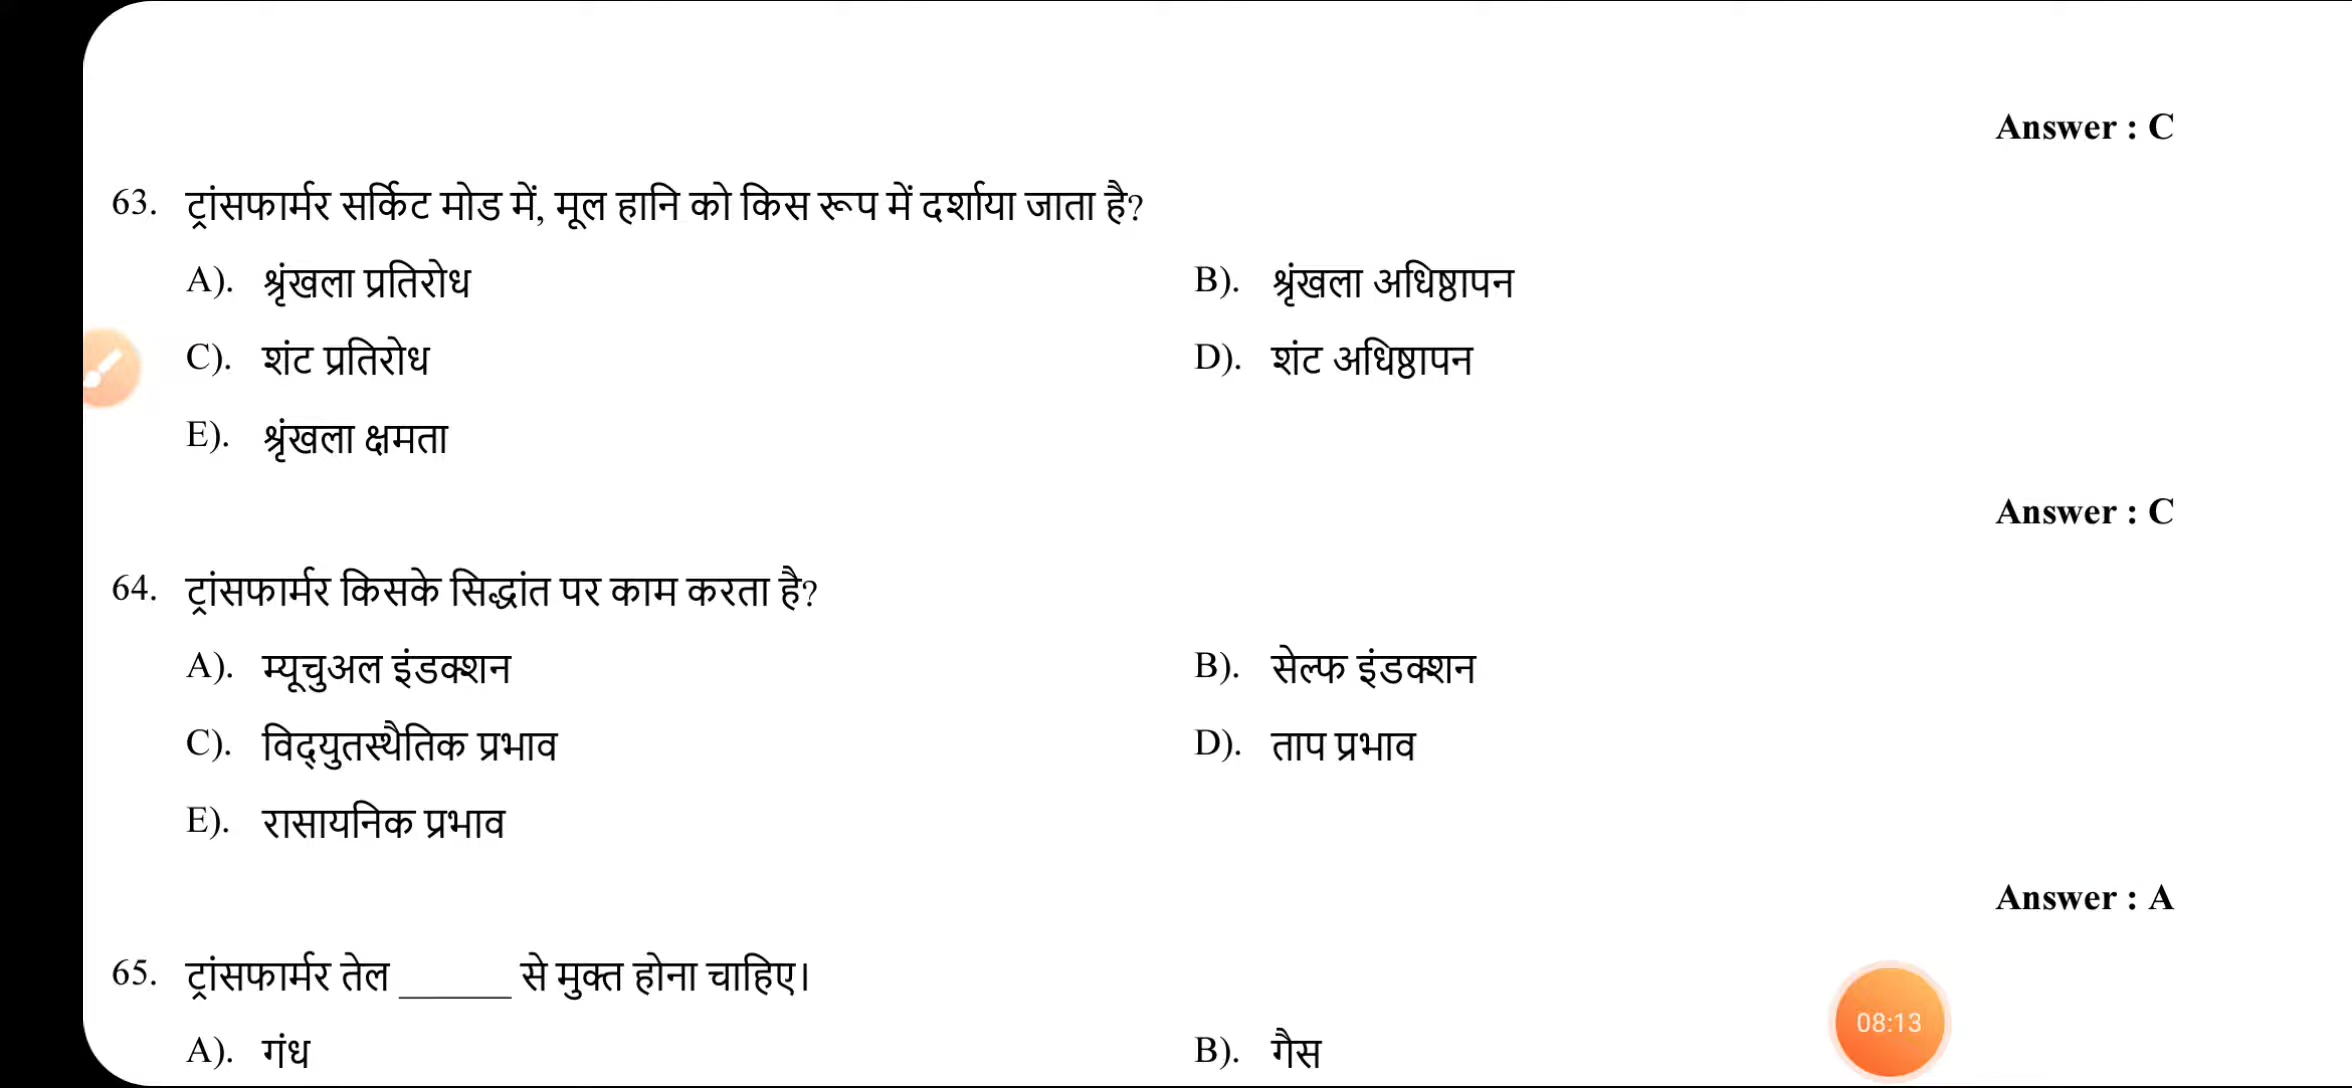 Answer : C
63. ट्रांसफार्मर सर्किट मोड में, मूल हानि को किस रूप में दर्शाया जाता है?
A). श्रृंखला प्रतिरोध B). श्रृंखला अधिष्ठापन
C). शंट प्रतिरोध D). शंट अधिष्ठापन
E). श्रृंखला क्षमता
Answer : C
64. ट्रांसफार्मर किसके सिद्धांत पर काम करता है?
A). म्यूचुअल इंडक्शन B). सेल्फ इंडक्शन
C). विद्युतस्थैतिक प्रभाव D). ताप प्रभाव
E). रासायनिक प्रभाव
Answer : A
65. ट्रांसफार्मर तेल ______ से मुक्त होना चाहिए।
08:13
A). गंध B). गैस